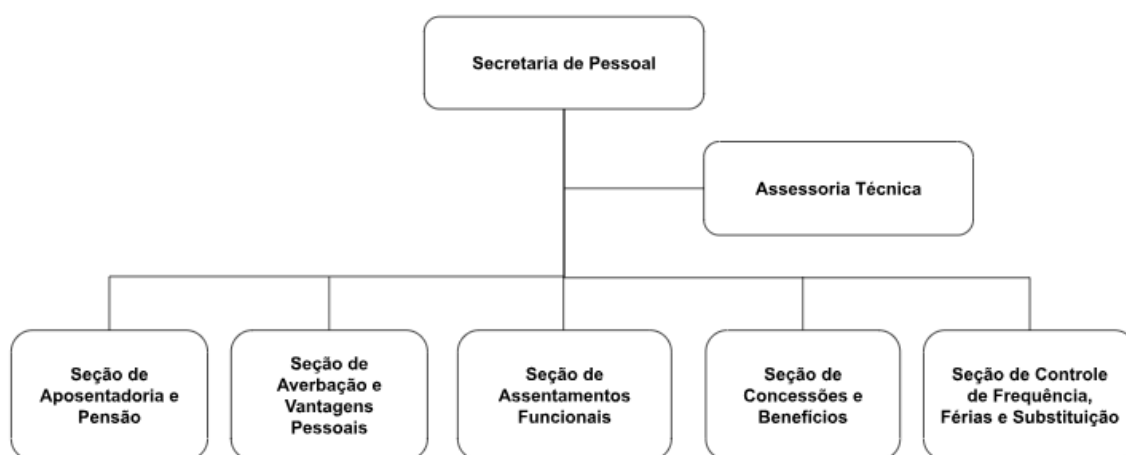 Secretaria de Pessoal
Assessoria Técnica
Seção de
Aposentadoria e
Pensão
Seção de
Averbação e
Vantagens
Pessoais
Seção de
Assentamentos
Funcionais
Seção de
Concessões e
Benefícios
Seção de Controle
de Frequência,
Férias e Substituição